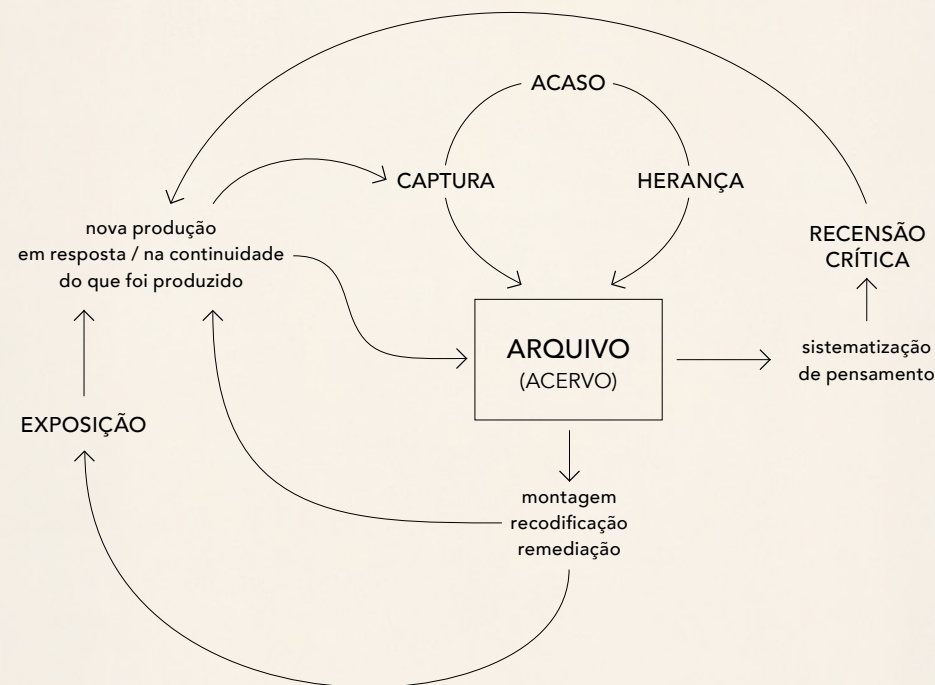 ACASO
CAPTURA
HERANÇA
nova produção
em resposta / na continuidade
do que foi produzido
RECENSÃO
CRÍTICA
ARQUIVO
(ACERVO)
sistematização
de pensamento
EXPOSIÇÃO
montagem
recodificação
remediação